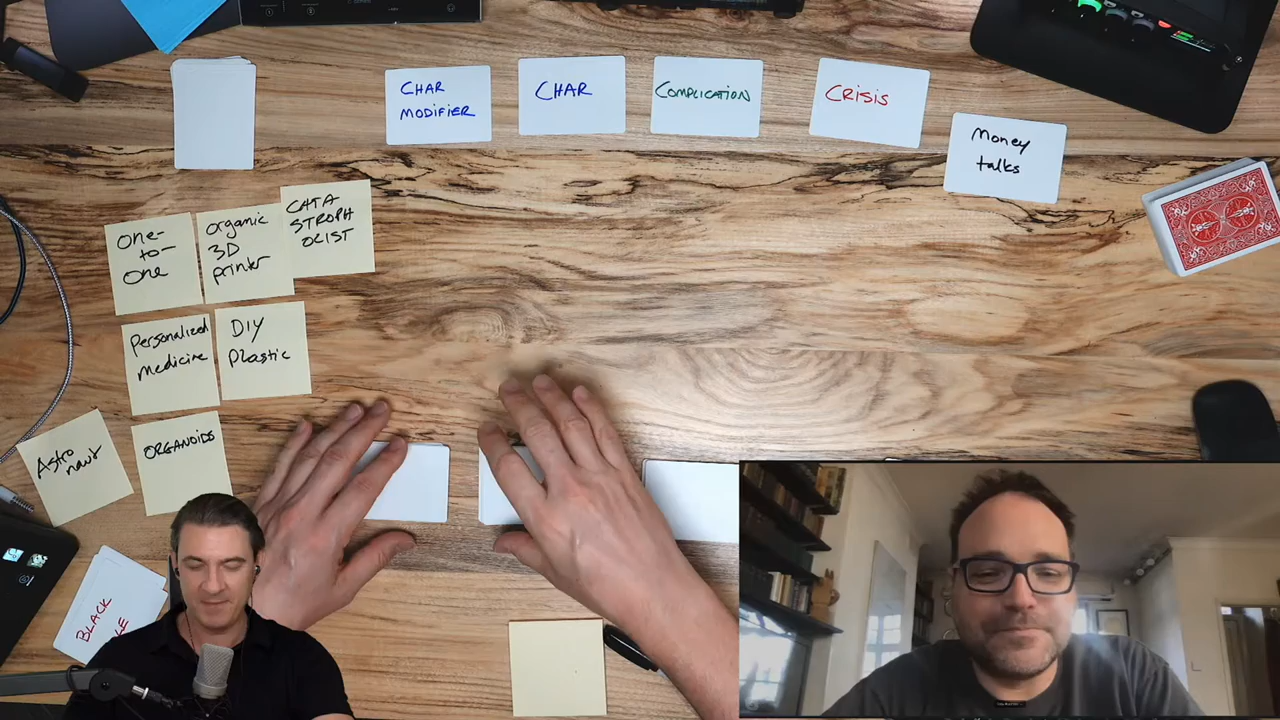 CHAR
MODIFIER
CHAR
COMPLICATION
CRISIS
Money
talks
One-
to-
One
organic
3D
printer
CATA
STROPH
OLIST
Personalized
medicine
DIY
Plastic
Astro
naut
ORGANOIDS
BLACK